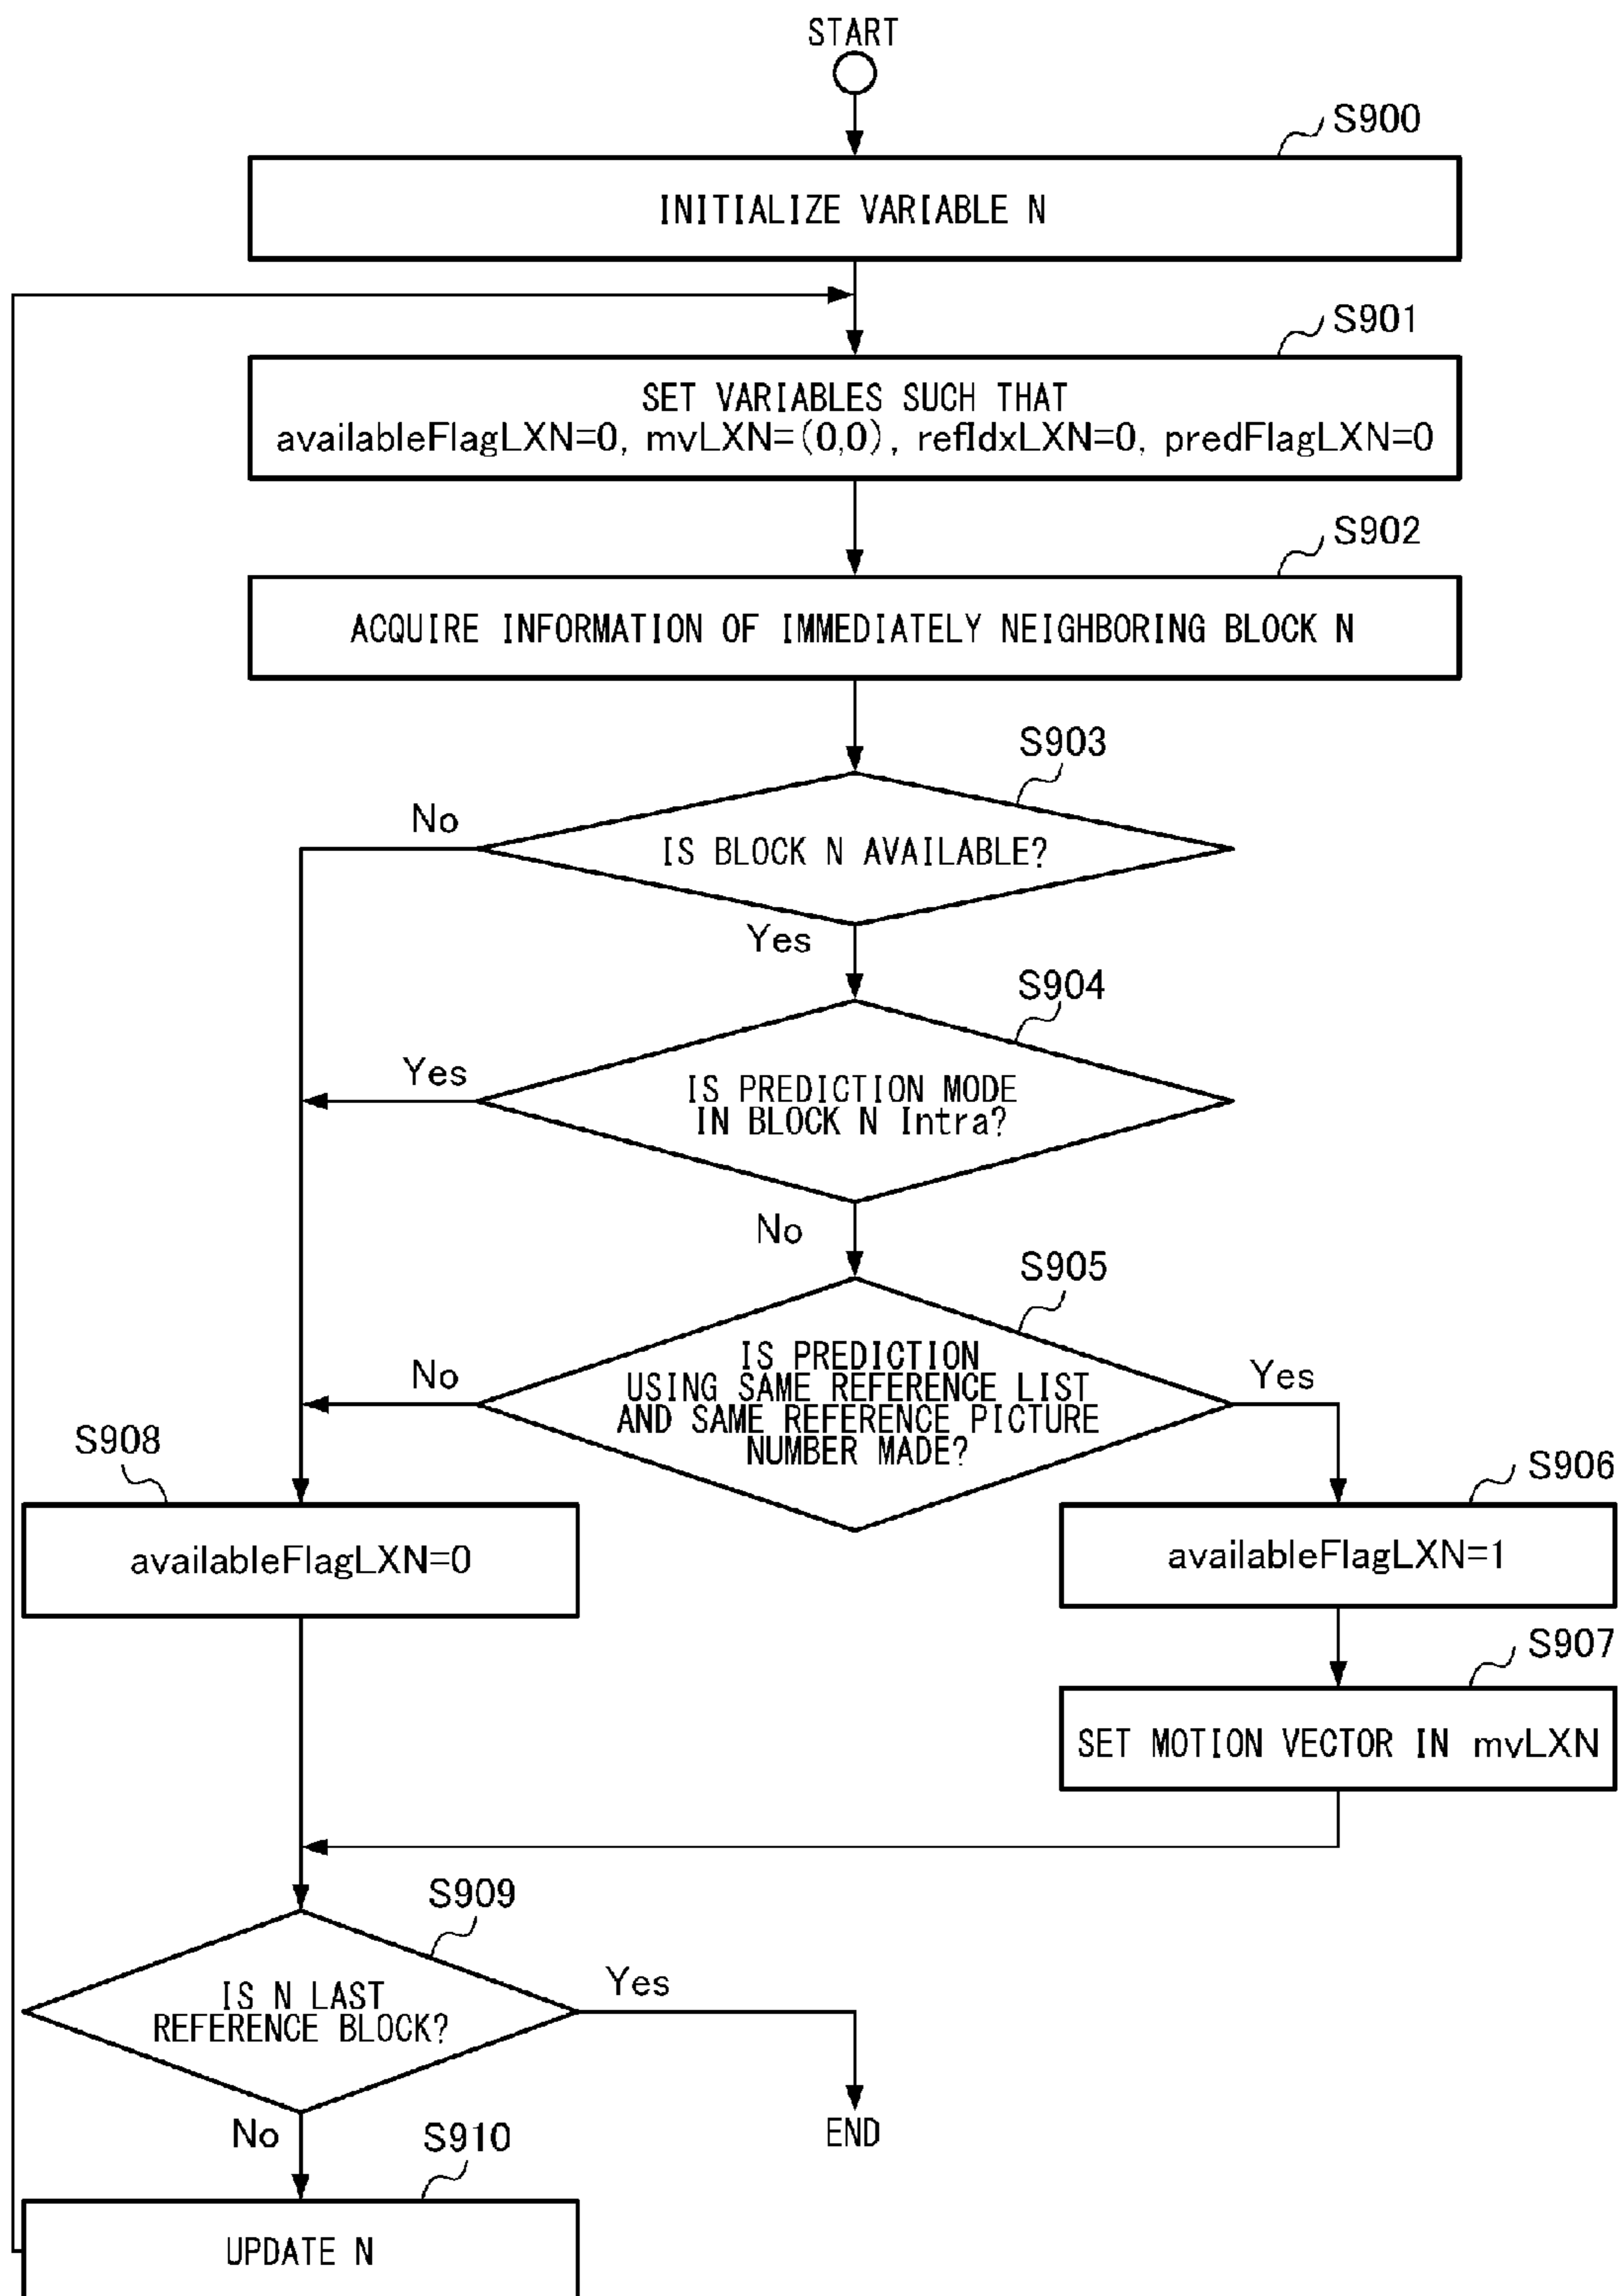 START
S900
INITIALIZE VARIABLE N
S901
SET VARIABLES SUCH THAT
availableFlagLXN=0, mvLXN=(0,0), refIdxLXN=0, predFlagLXN=0
S902
ACQUIRE INFORMATION OF IMMEDIATELY NEIGHBORING BLOCK N
S903
No
IS BLOCK N AVAILABLE?
Yes
S904
Yes
IS PREDICTION MODE
IN BLOCK N Intra?
No
S905
No
IS PREDICTION
USING SAME REFERENCE LIST
AND SAME REFERENCE PICTURE
NUMBER MADE?
Yes
S908
availableFlagLXN=0
S906
availableFlagLXN=1
S907
SET MOTION VECTOR IN mvLXN
S909
IS N LAST
REFERENCE BLOCK?
Yes
END
No
S910
UPDATE N